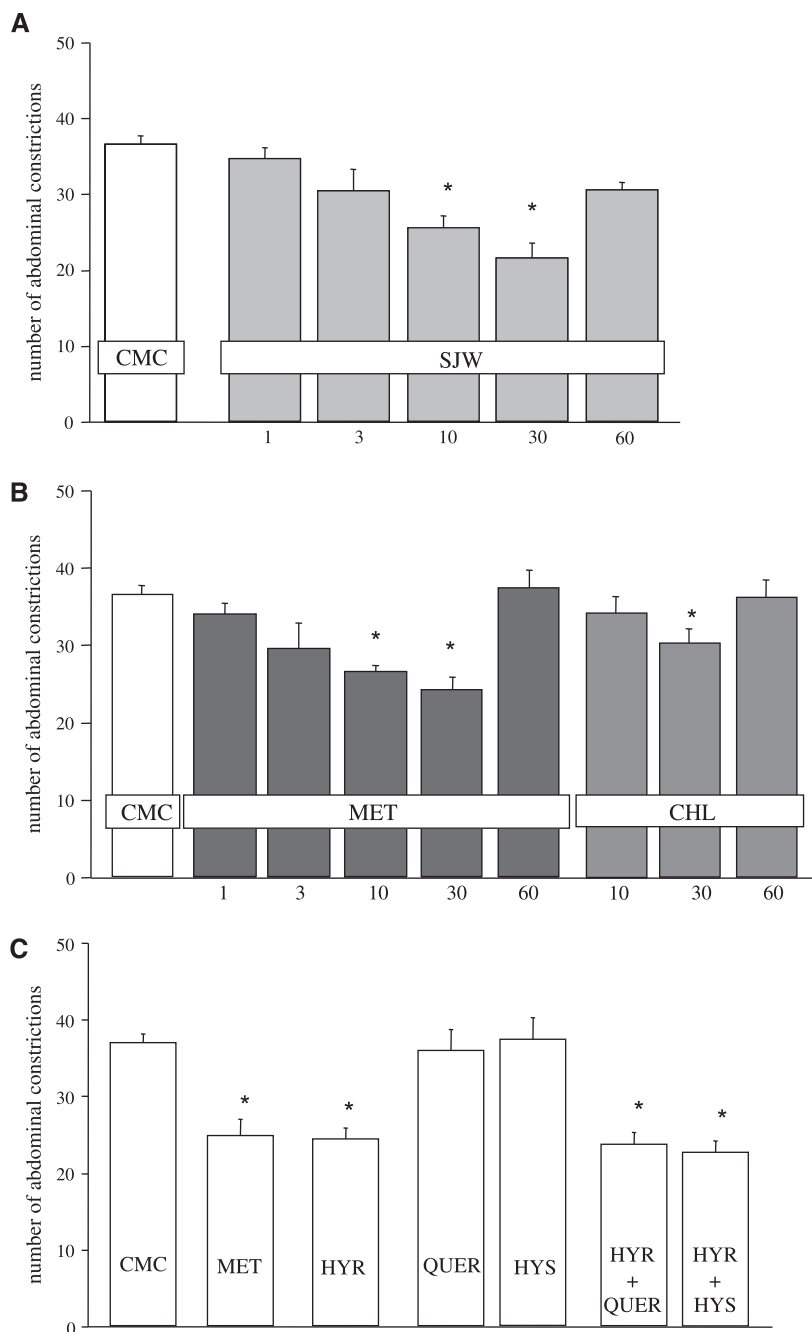 A
number of abdominal constrictions
50
40
30
20
10
0
* *
CMC SJW
1 3 10 30 60
B
number of abdominal constrictions
50
40
30
20
10
0
* * *
CMC MET CHL
1 3 10 30 60 10 30 60
C
number of abdominal constrictions
50
40
30
20
10
0
* * * *
CMC MET HYR QUER HYS
HYR + QUER
HYR + HYS